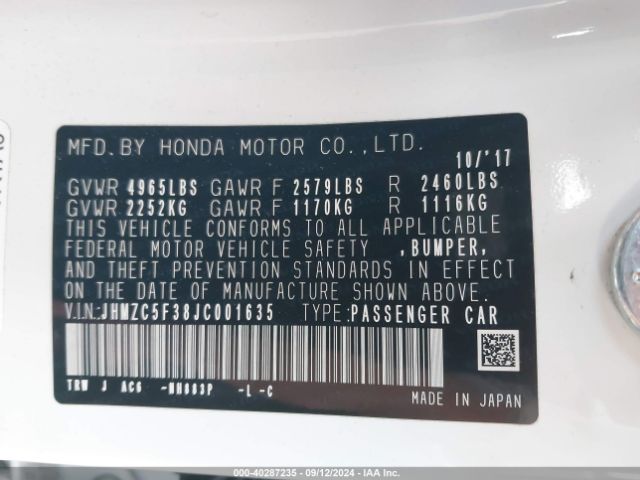 MFD.BY HONDA MOTOR CO.,LTD.
10/'17
GVWR 4965LBS GAWR F 2579LBS R 2460LBS
GVWR 2252KG GAWR F 1170KG R 1116KG
THIS VEHICLE CONFORMS TO ALL APPLICABLE
FEDERAL MOTOR VEHICLE SAFETY ,BUMPER,
AND THEFT PREVENTION STANDARDS IN EFFECT
ON THE DATE OF MANUFACTURE SHOWN ABOVE.
V.I.N:JHMZC5F38JC001635 TYPE:PASSENGER CAR
TRW J AC6 -NH883P -L -C
MADE IN JAPAN
000-40287235 - 09/12/2024 - IAA Inc.